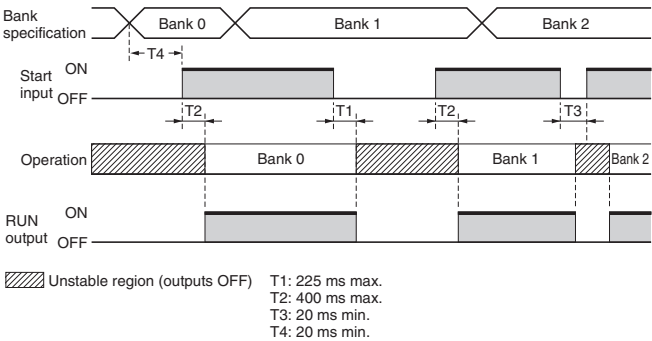 Bank
specification
Bank 0
Bank 1
Bank 2
T4
Start
input
ON
OFF
T2
T1
T2
T3
Operation
Bank 0
Bank 1
Bank 2
RUN
output
ON
OFF
Unstable region (outputs OFF)
T1: 225 ms max.
T2: 400 ms max.
T3: 20 ms min.
T4: 20 ms min.